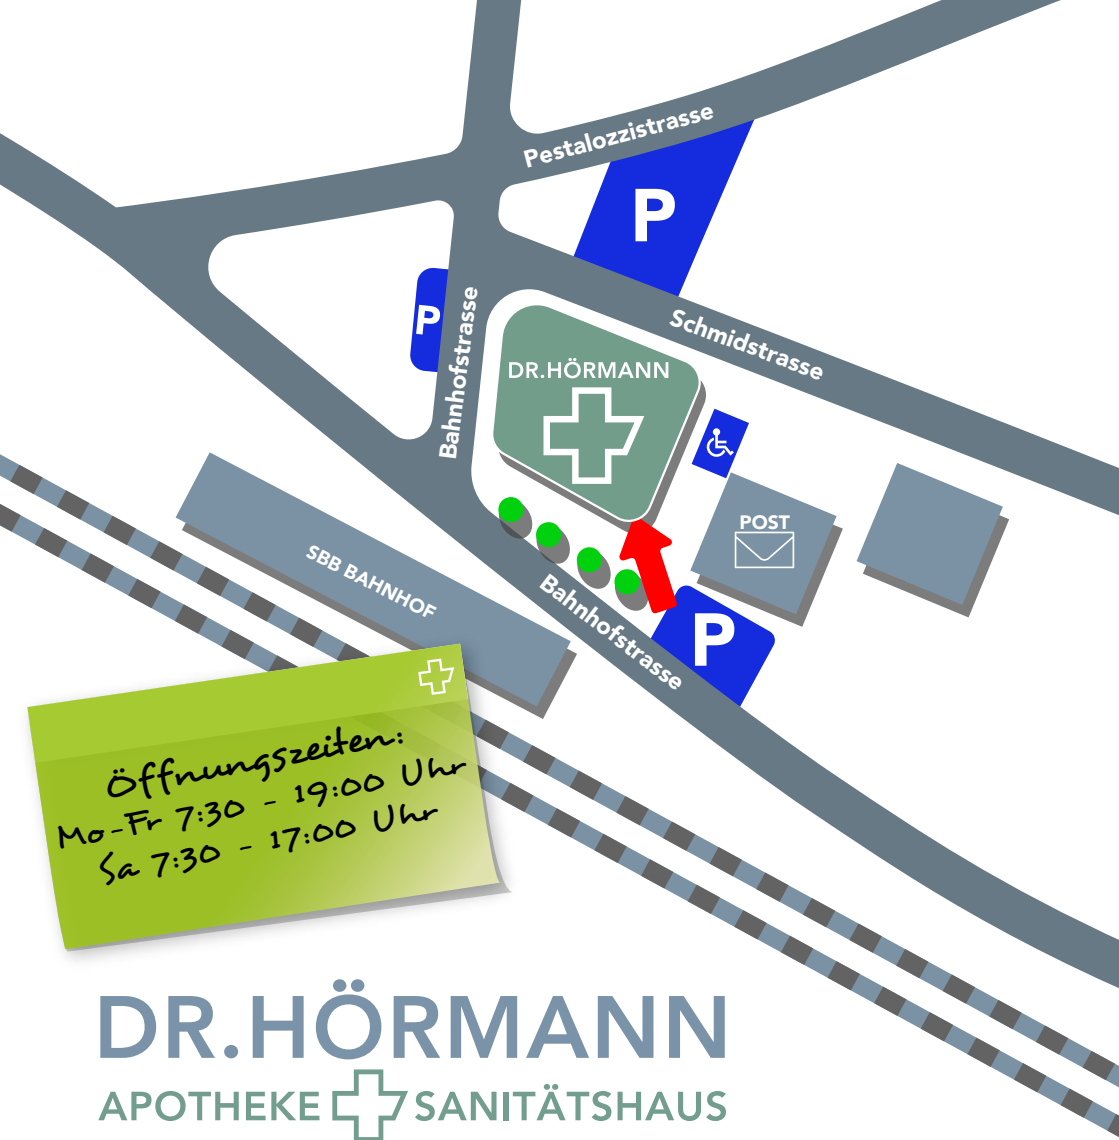 Pestalozzistrasse
P
Schmidstrasse
P
Bahnhofstrasse
DR.HÖRMANN
POST
SBB BAHNHOF
Bahnhofstrasse
P
Öffnungszeiten:
Mo-Fr 7:30 - 19:00 Uhr
Sa 7:30 - 17:00 Uhr
DR.HÖRMANN
APOTHEKE SANITÄTSHAUS